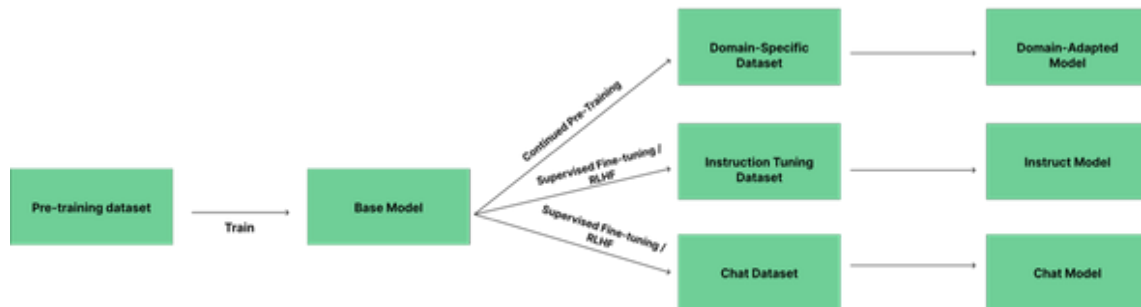 Pre-training dataset
Train
Base Model
Continued Pre-Training
Supervised Fine-tuning /
RLHF
Supervised Fine-tuning /
RLHF
Domain-Specific
Dataset
Domain-Adapted
Model
Instruction Tuning
Dataset
Instruct Model
Chat Dataset
Chat Model